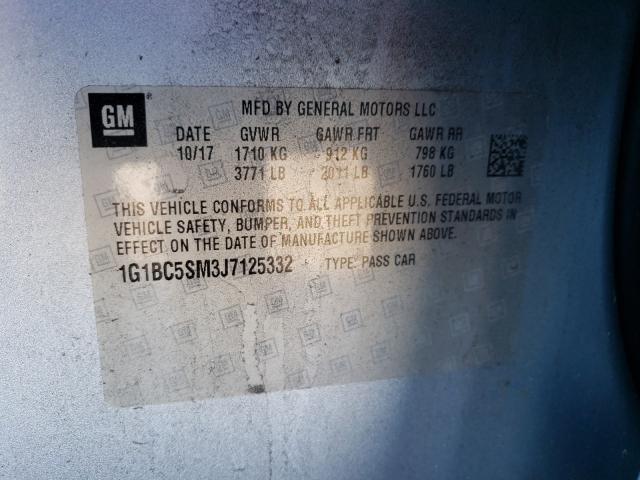 GM
MFD BY GENERAL MOTORS LLC
DATE GVWR GAWR FRT GAWR RR
10/17 1710 KG 912 KG 798 KG
3771 LB 2011 LB 1760 LB
THIS VEHICLE CONFORMS TO ALL APPLICABLE U.S. FEDERAL MOTOR
VEHICLE SAFETY, BUMPER, AND THEFT PREVENTION STANDARDS IN
EFFECT ON THE DATE OF MANUFACTURE SHOWN ABOVE.
1G1BC5SM3J7125332 TYPE: PASS CAR